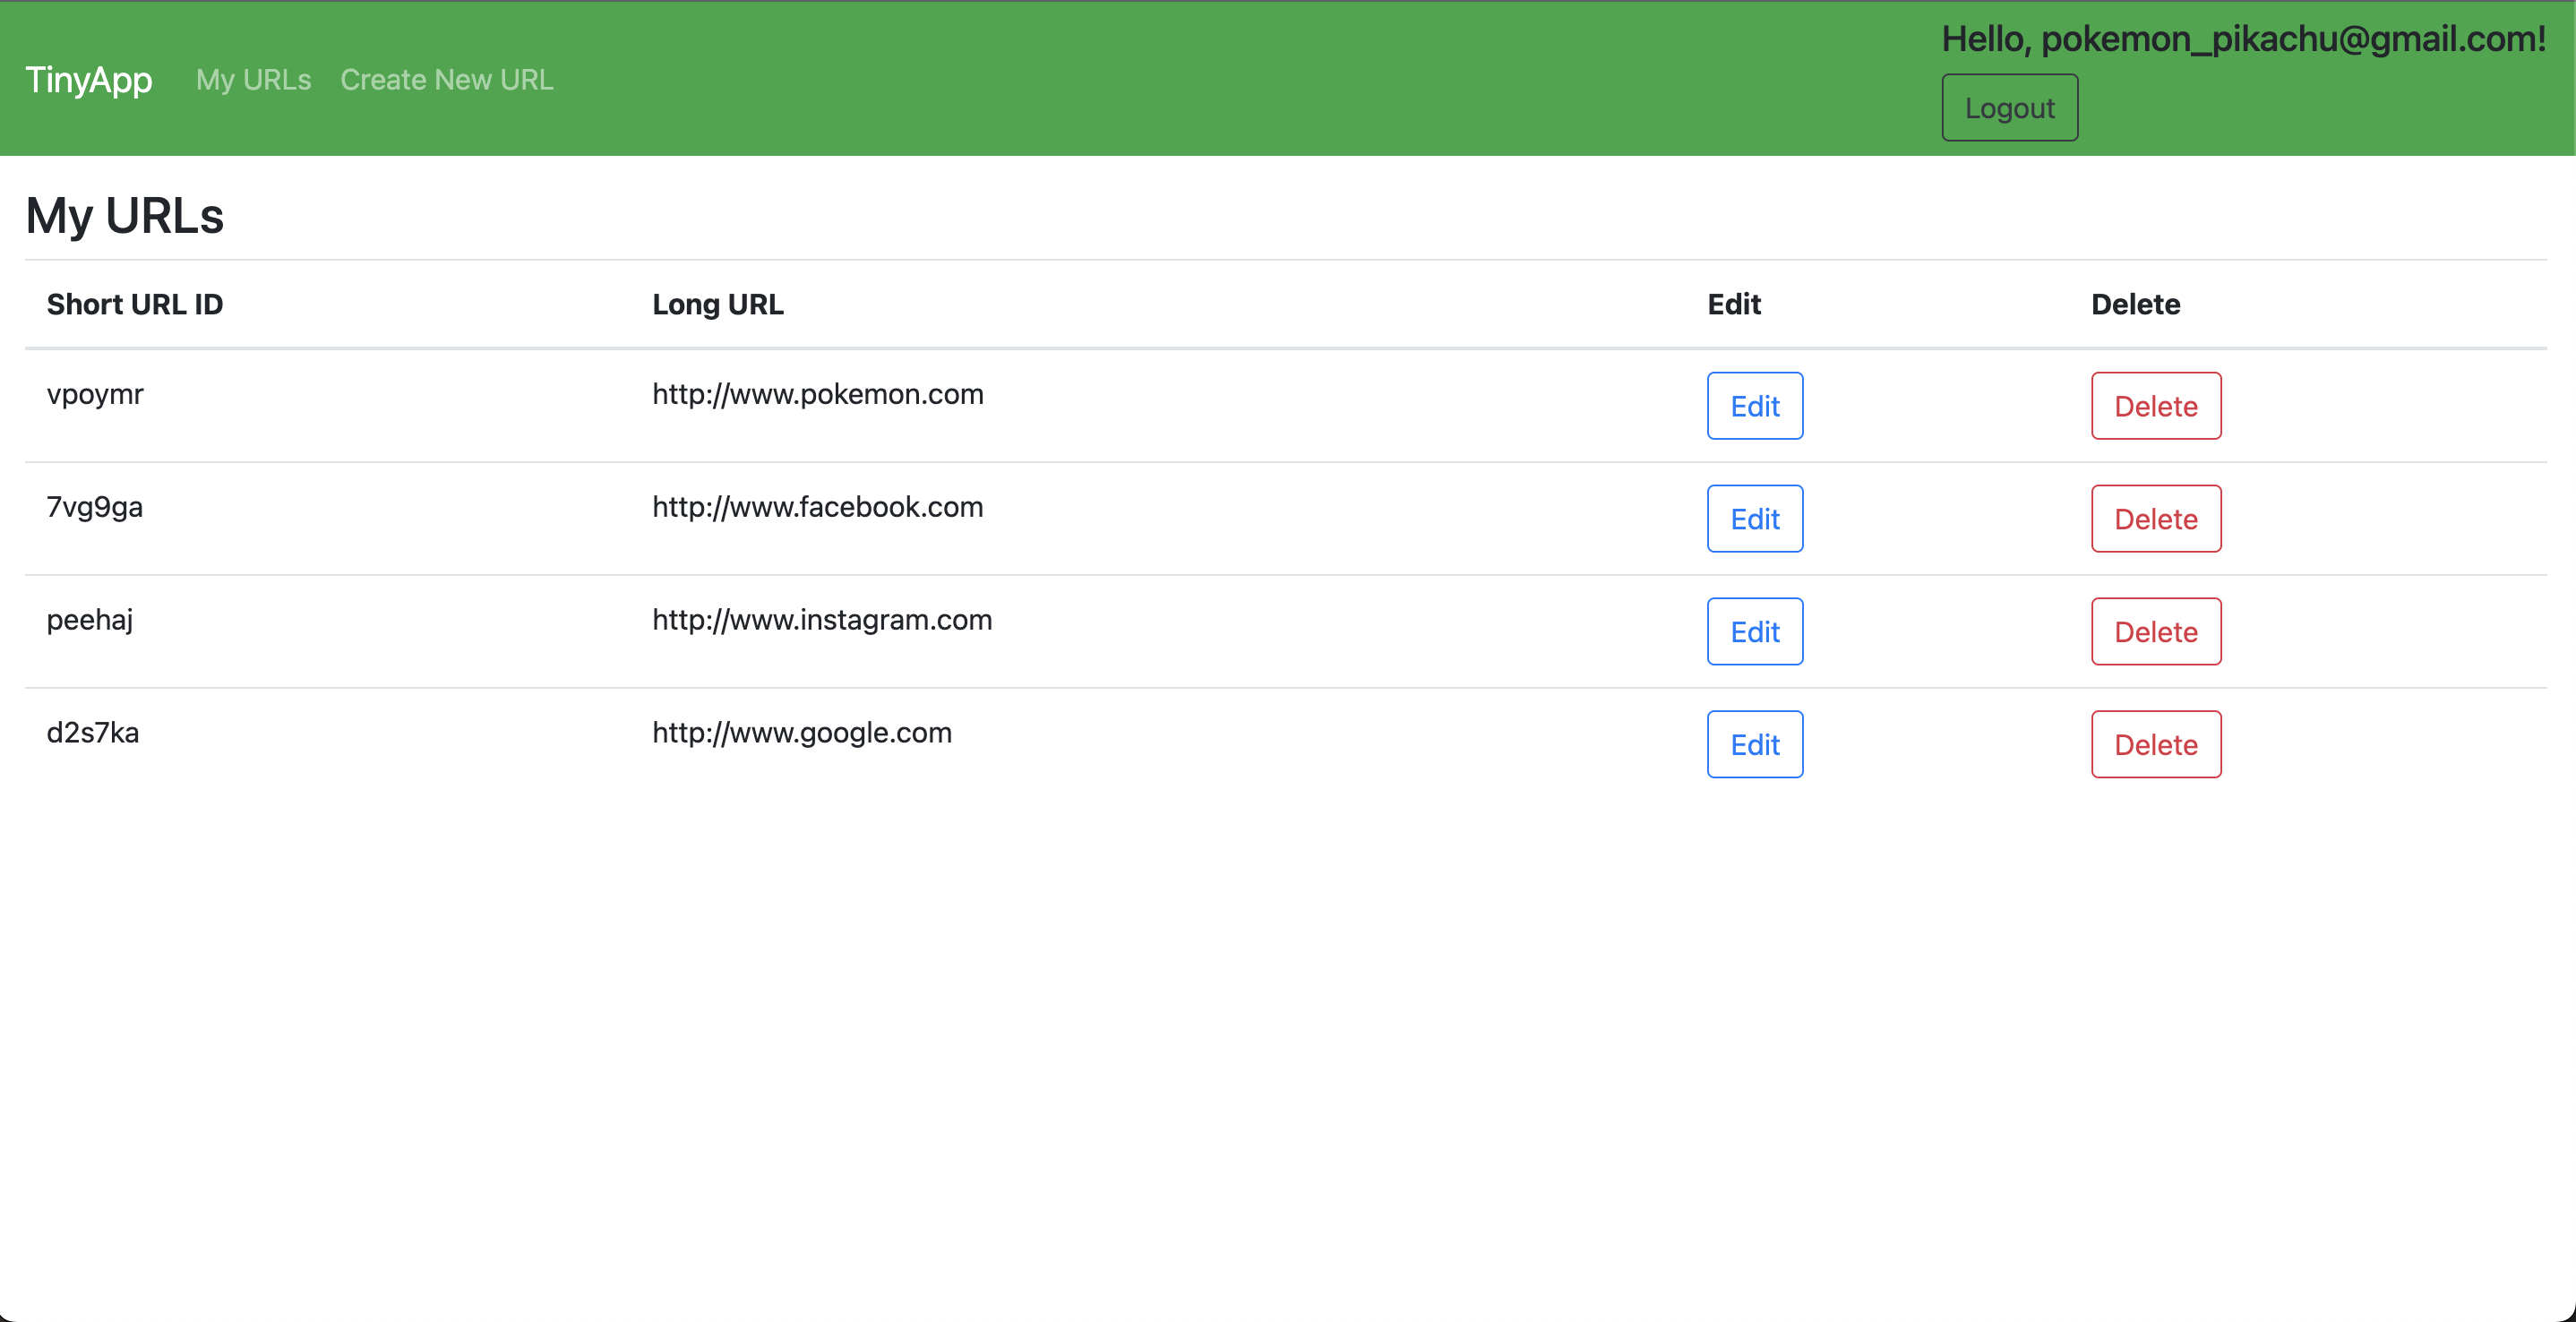 TinyApp My URLs Create New URL
Hello, pokemon_pikachu@gmail.com!
Logout
My URLs
Short URL ID Long URL Edit Delete
vpoymr http://www.pokemon.com Edit Delete
7vg9ga http://www.facebook.com Edit Delete
peehaj http://www.instagram.com Edit Delete
d2s7ka http://www.google.com Edit Delete